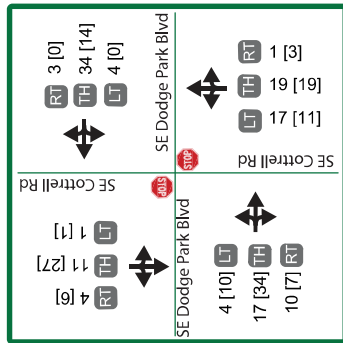 3 [0]
34 [14]
4 [0]
RT
TH
LT
SE Dodge Park Blvd
RT 1 [3]
TH 19 [19]
LT 17 [11]
SE Cottrell Rd
STOP
SE Cottrell Rd
STOP
LT 1 [1]
TH 11 [27]
RT 4 [6]
SE Dodge Park Blvd
LT
TH
RT
4 [10]
17 [34]
10 [7]